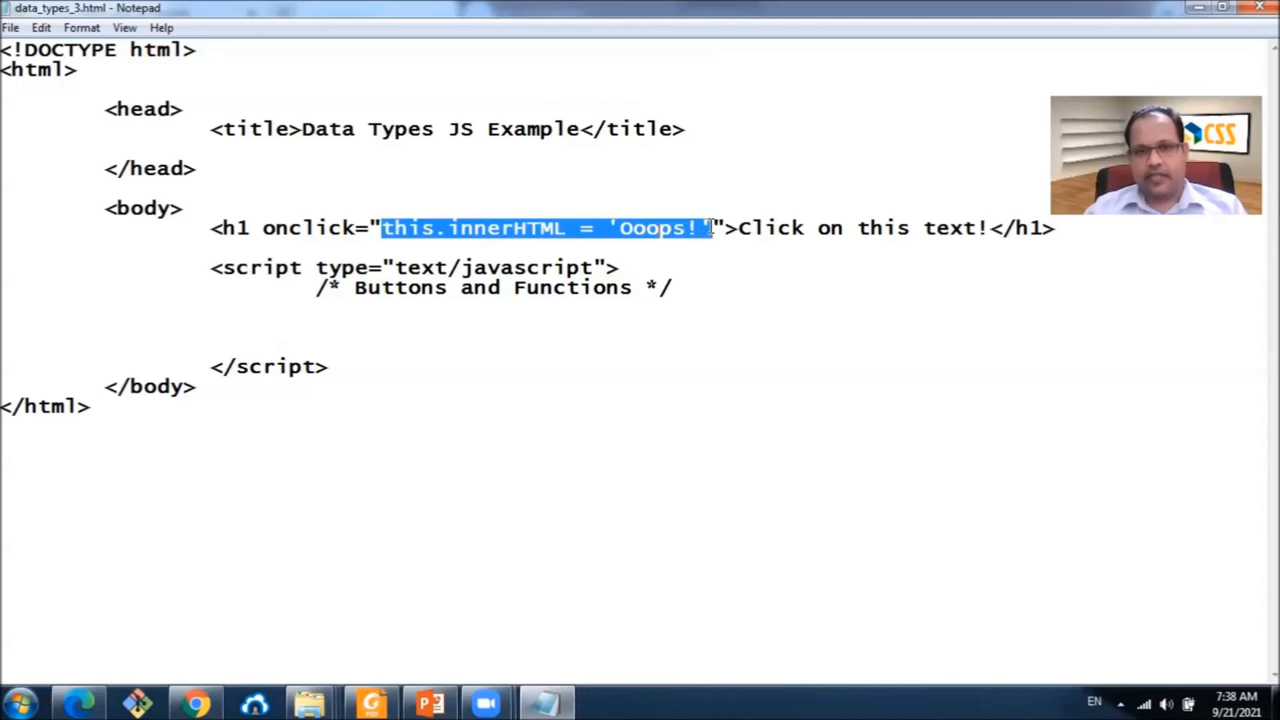 data_types_3.html - Notepad
File Edit Format View Help
<!DOCTYPE html>
<html>
<head>
<title>Data Types JS Example</title>
</head>
<body>
<h1 onclick="this.innerHTML = 'Ooops!'">Click on this text!</h1>
<script type="text/javascript">
/* Buttons and Functions */
</script>
</body>
</html>
CSS
EN
7:38 AM
9/21/2021